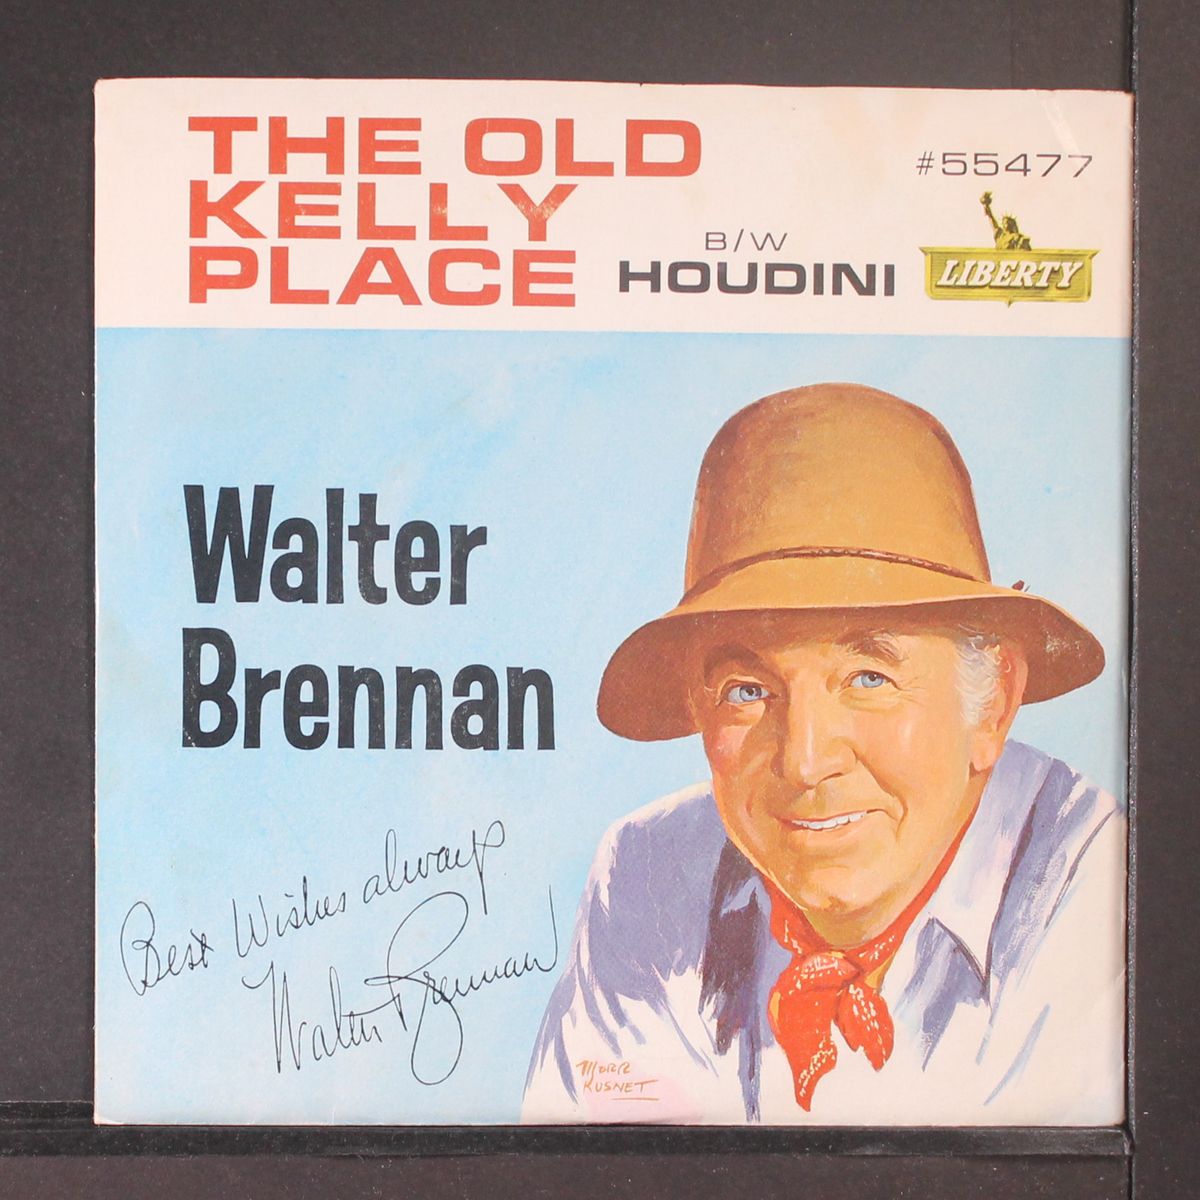 THE OLD
KELLY
PLACE
B/W
HOUDINI
#55477
LIBERTY
Walter
Brennan
Best Wishes always
Walter Brennan
MORR
KUSNET